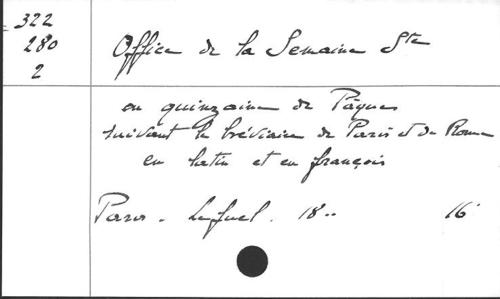 322
280
2
Office de la Semaine Ste
ou quinzaine de Pâques
suivant le bréviaire de Paris et de Rome
en latin et en françois
Paris - Lefuel. 18.. 16